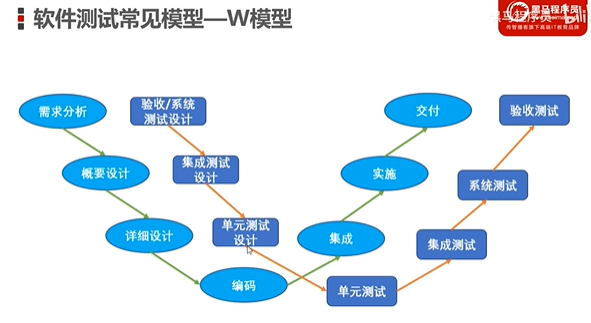 软件测试常见模型—W模型
黑马程序员
传智播客旗下高端IT教育品牌
需求分析
验收/系统
测试设计
交付
验收测试
概要设计
集成测试
设计
实施
系统测试
详细设计
单元测试
设计
集成
集成测试
编码
单元测试